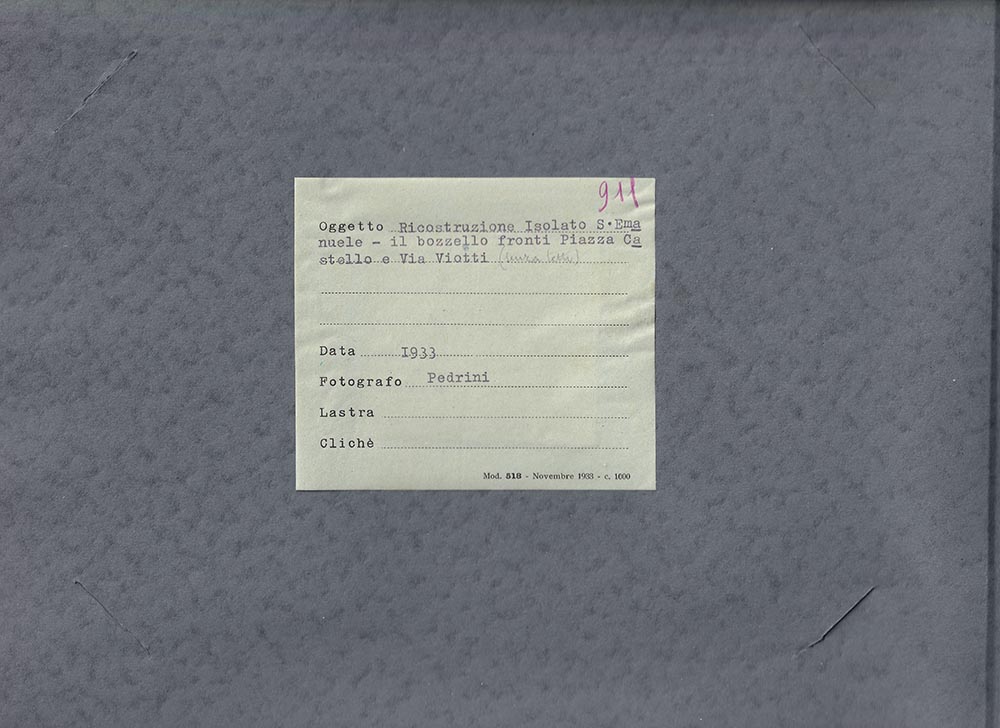 911
Oggetto Ricostruzione Isolato S.Ema
nuele - il bozzello fronti Piazza Ca
stello e Via Viotti
Data 1933
Fotografo Pedrini
Lastra
Clichè
Mod. 518 - Novembre 1933 - c. 1600